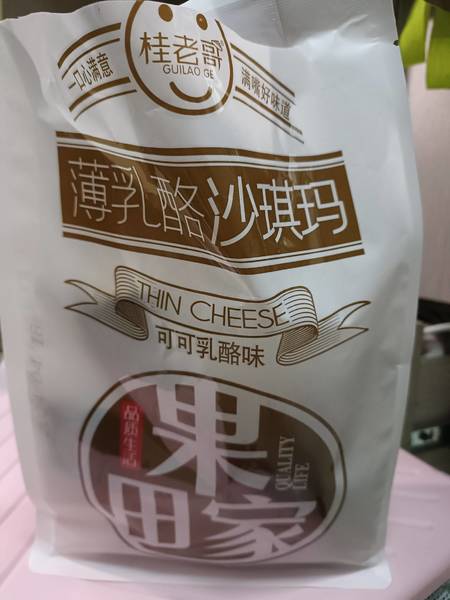 桂老哥
GUILAO GE
一口心满意
满嘴好味道
薄乳酪沙琪玛
THIN CHEESE
可可乳酪味
果
田家
品质生活
QUALITY
LIFE